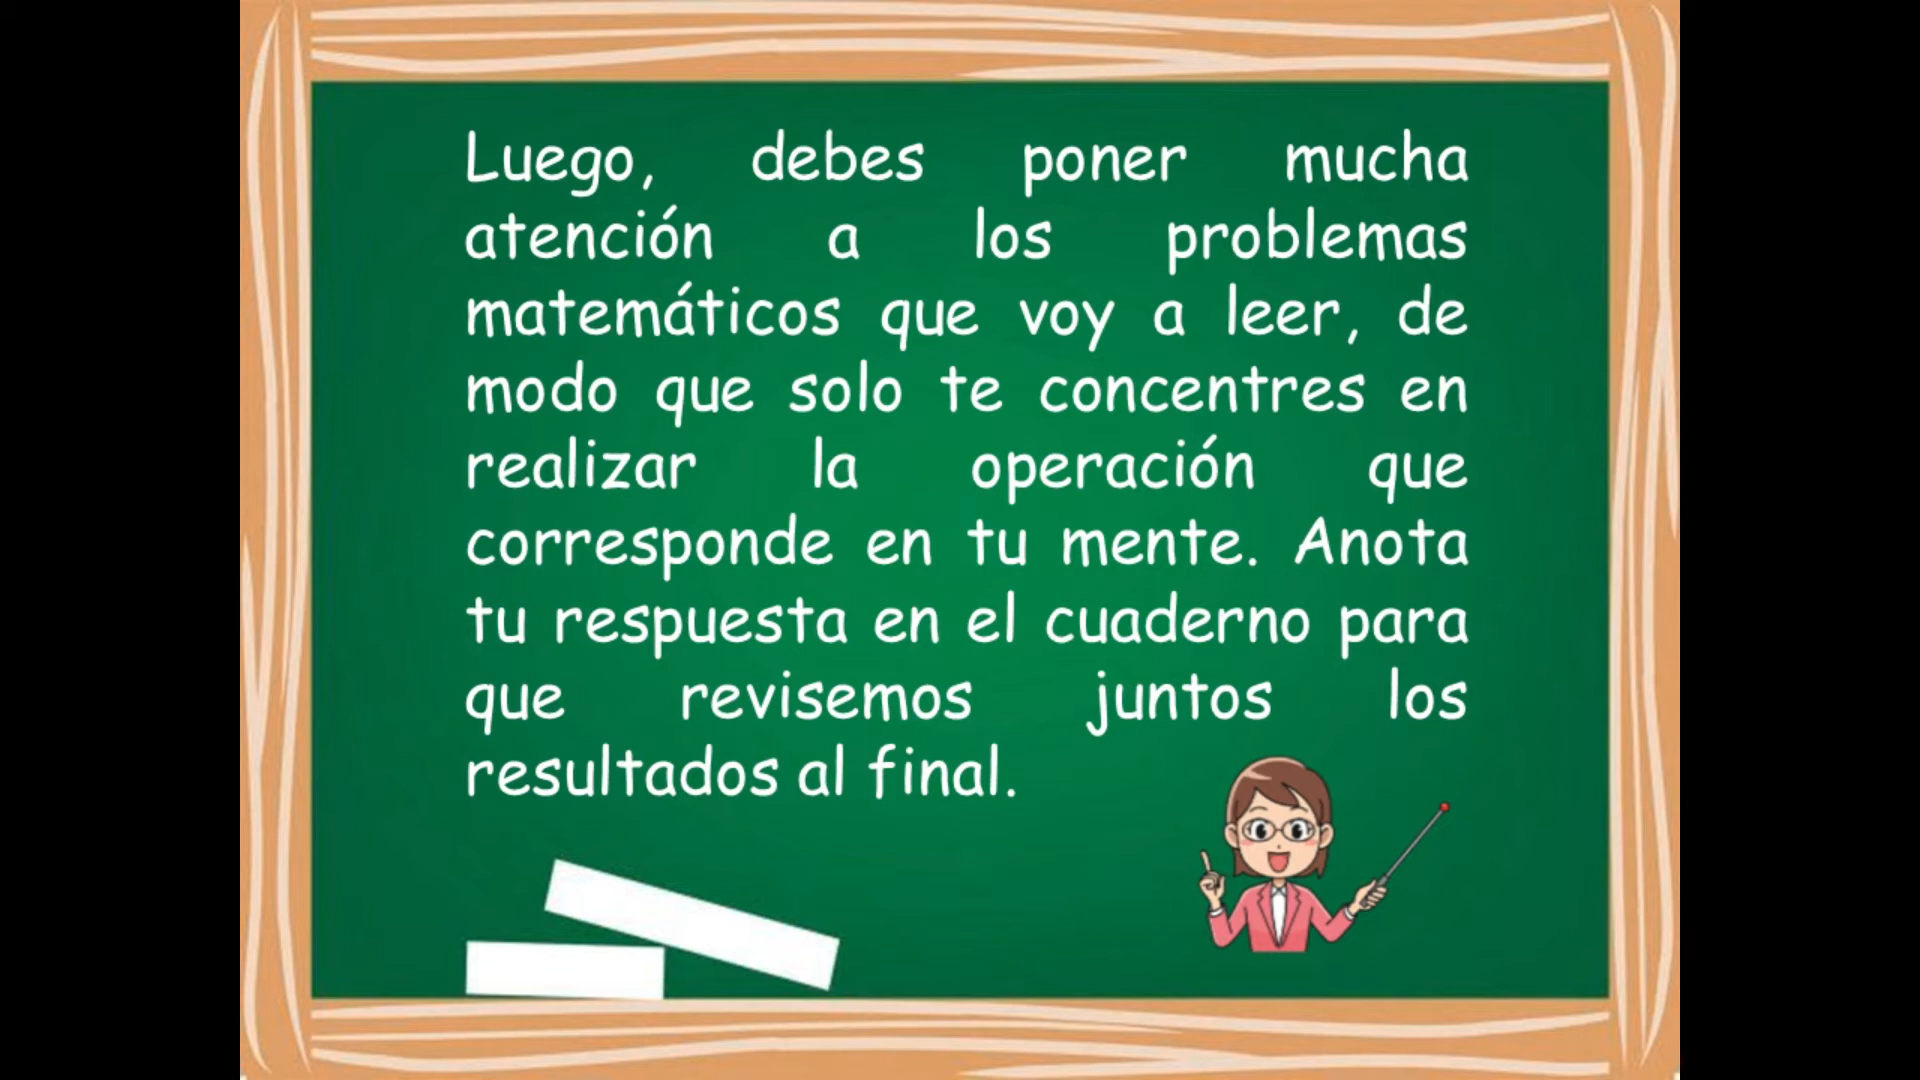 Luego, debes poner mucha
atención a los problemas
matemáticos que voy a leer, de
modo que solo te concentres en
realizar la operación que
corresponde en tu mente. Anota
tu respuesta en el cuaderno para
que revisemos juntos los
resultados al final.